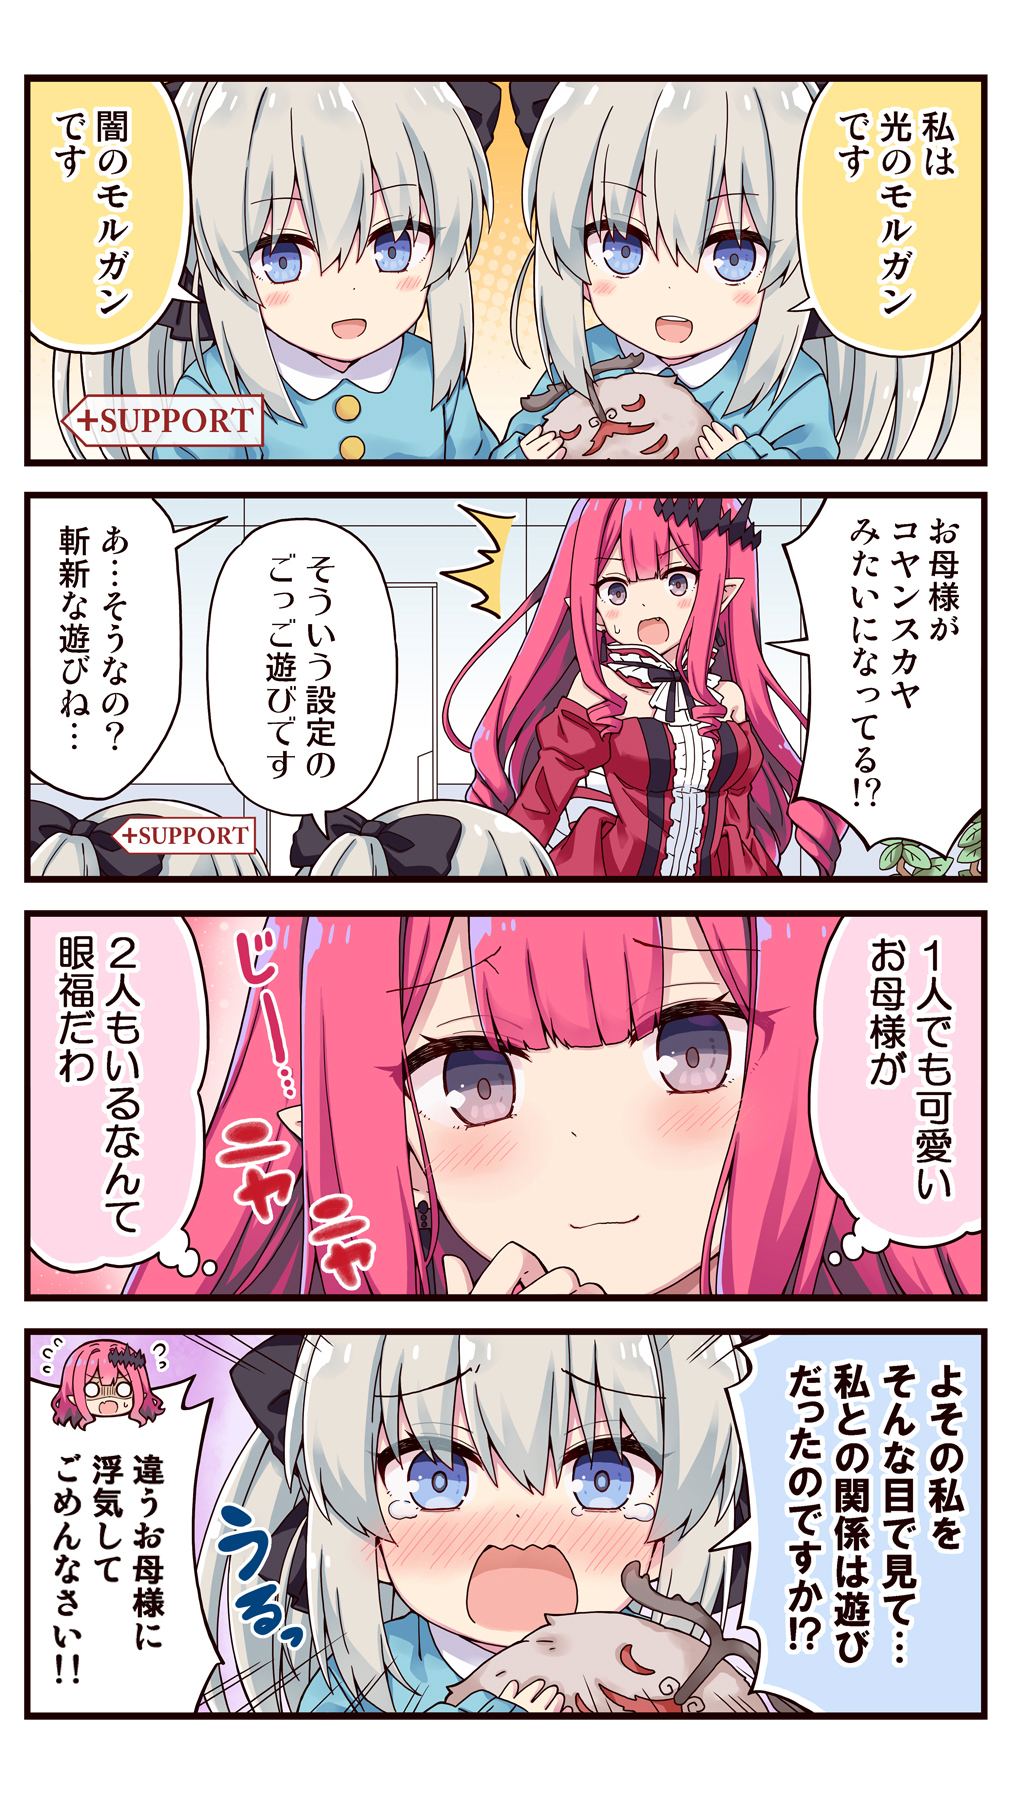 私は
光のモルガン
です
闇のモルガン
です
+SUPPORT
お母様が
コヤンスカヤ
みたいになってる!?
そういう設定の
ごっご遊びです
あ…そうなの？
斬新な遊びね…
+SUPPORT
1人でも可愛い
お母様が
じー…
ニヤ
ニヤ
2人もいるなんて
眼福だわ
よその私を
そんな目で見て…
私との関係は遊び
だったのですか!?
うるっ
違うお母様に
浮気して
ごめんなさい!!